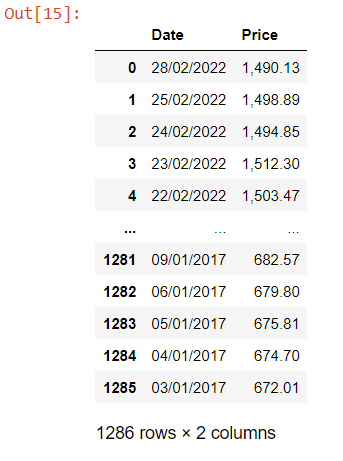 Out[15]:
Date Price
0 28/02/2022 1,490.13
1 25/02/2022 1,498.89
2 24/02/2022 1,494.85
3 23/02/2022 1,512.30
4 22/02/2022 1,503.47
... ... ...
1281 09/01/2017 682.57
1282 06/01/2017 679.80
1283 05/01/2017 675.81
1284 04/01/2017 674.70
1285 03/01/2017 672.01
1286 rows × 2 columns